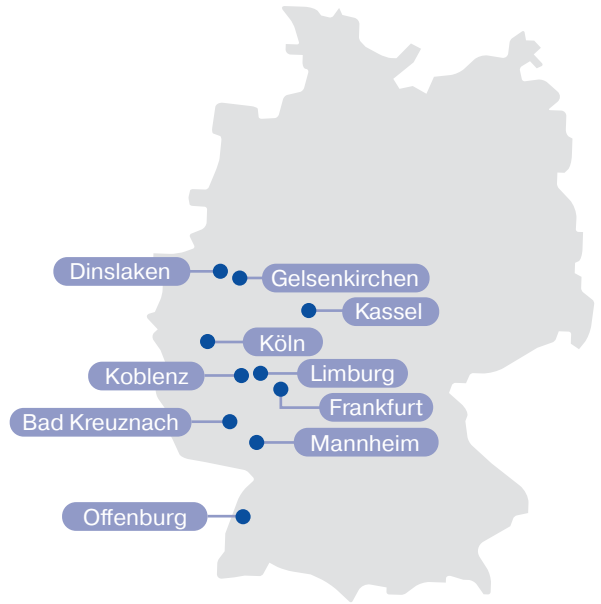 Dinslaken
Gelsenkirchen
Kassel
Köln
Koblenz
Limburg
Frankfurt
Bad Kreuznach
Mannheim
Offenburg